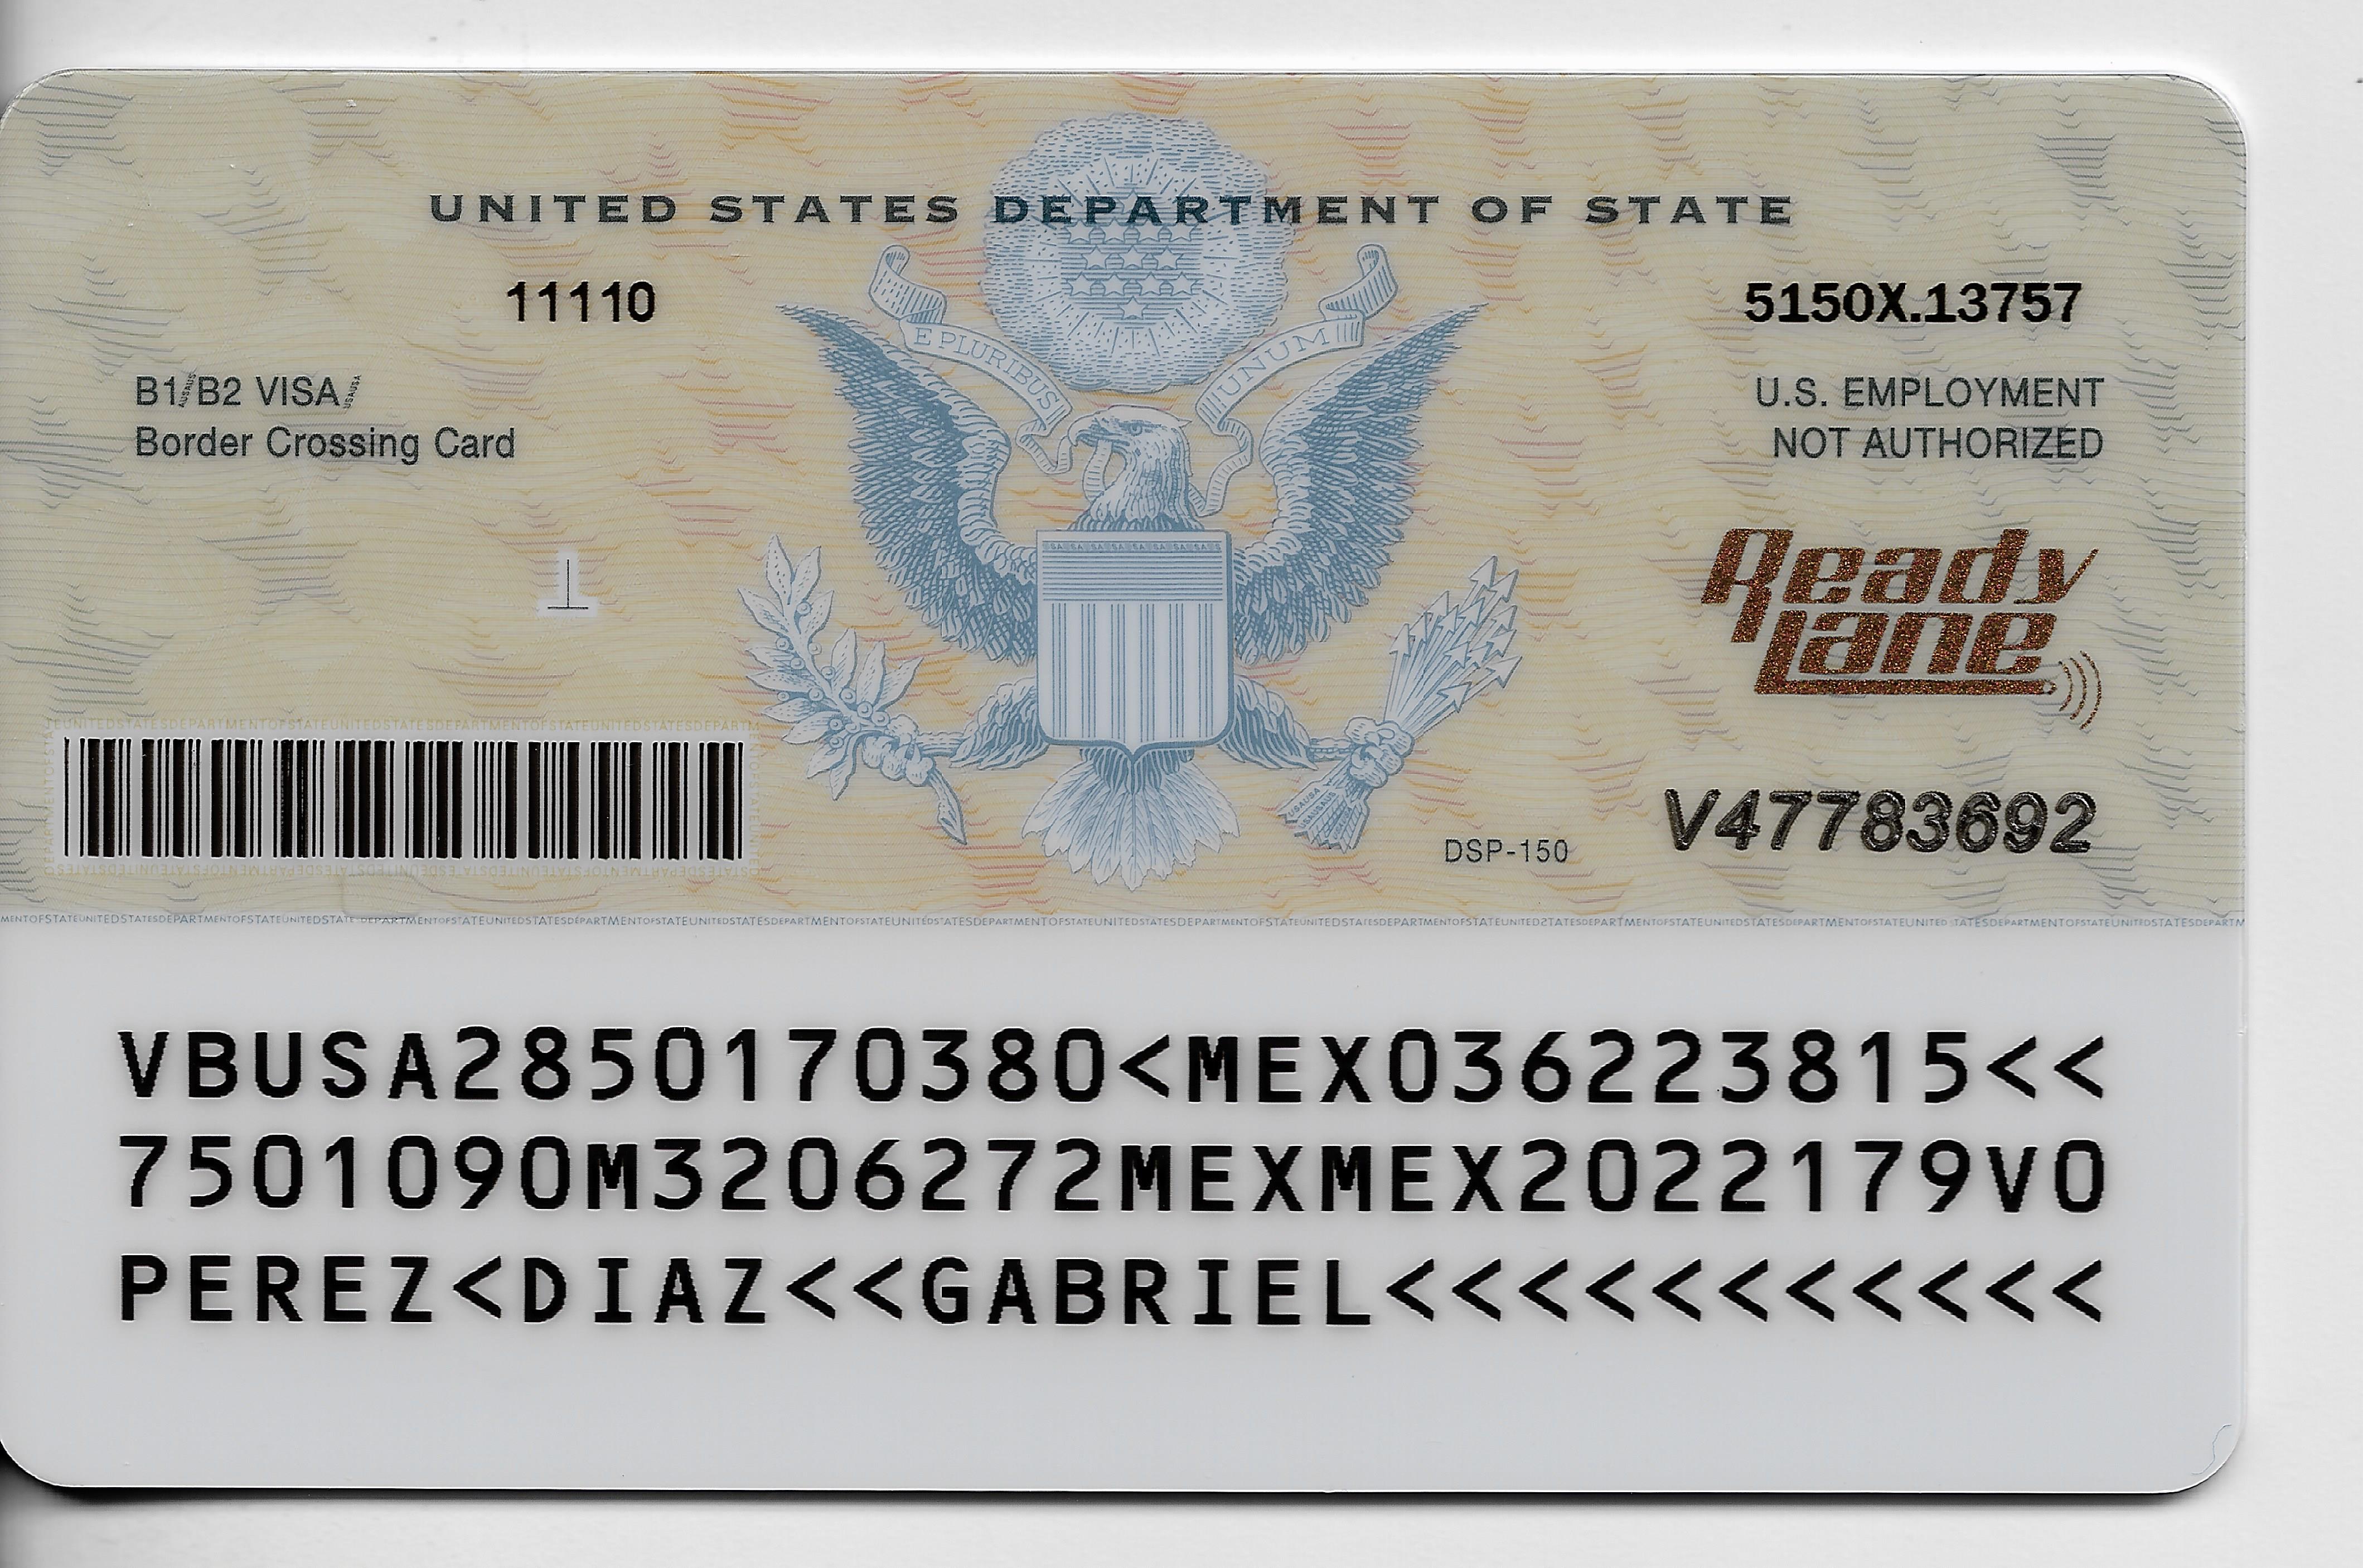 UNITED STATES DEPARTMENT OF STATE
11110
5150X.13757
E PLURIBUS UNUM
B1/B2 VISA/
Border Crossing Card
U.S. EMPLOYMENT
NOT AUTHORIZED
Ready
Lane
V47783692
DSP-150
VBUSA2850170380<MEX036223815<<
7501090M3206272MEXMEX2022179V0
PEREZ<DIAZ<<GABRIEL<<<<<<<<<<<